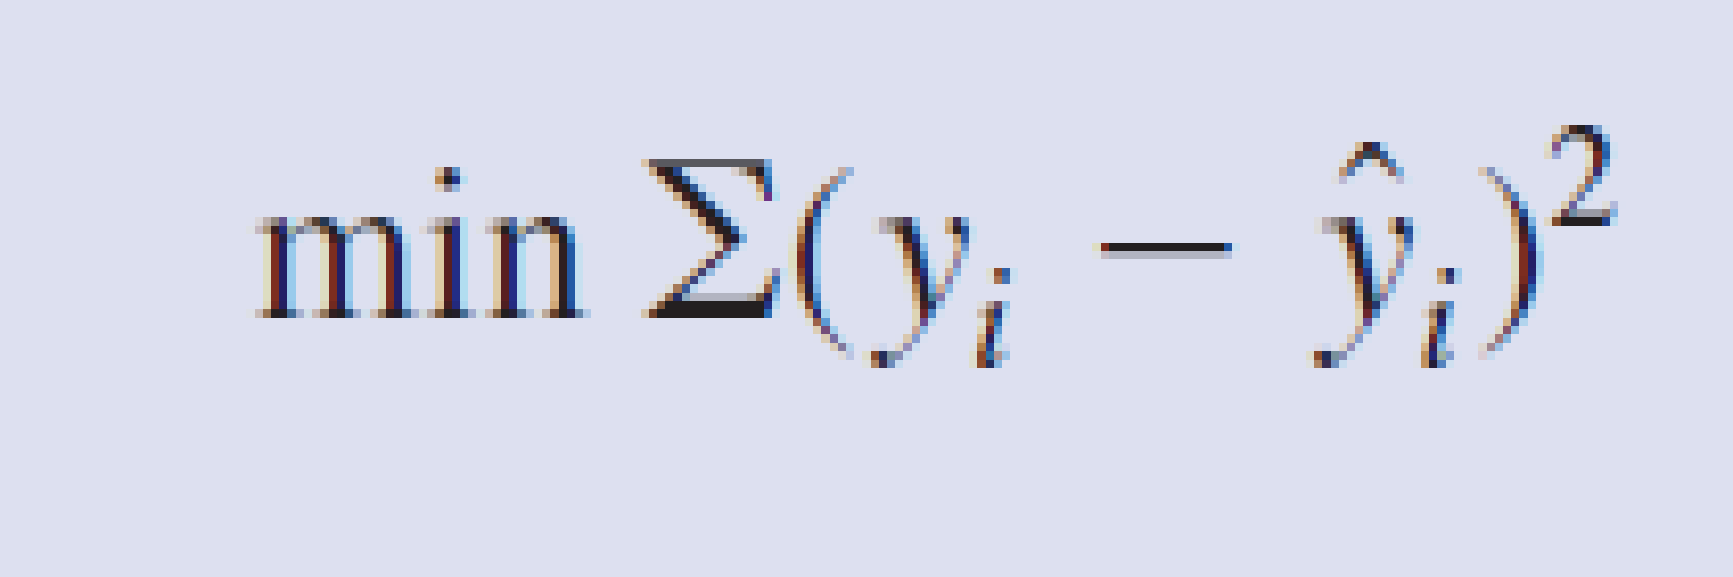 min Σ(yᵢ − ŷᵢ)²